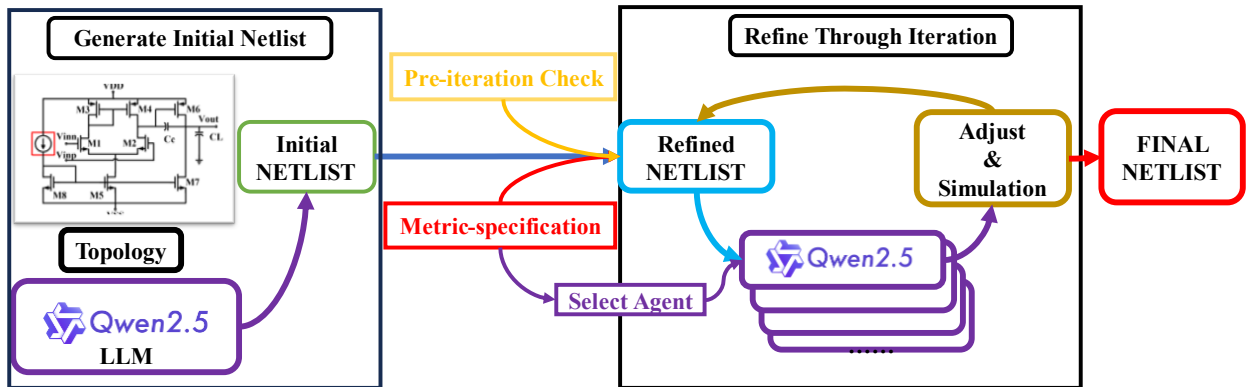 Generate Initial Netlist
VDD
M3
M4
M6
Vout
Vinn
M1
M2
Cc
CL
Vinp
M8
M5
M7
Topology
Qwen2.5
LLM
Initial
NETLIST
Pre-iteration Check
Metric-specification
Select Agent
Refine Through Iteration
Refined
NETLIST
Adjust
&
Simulation
Qwen2.5
......
FINAL
NETLIST